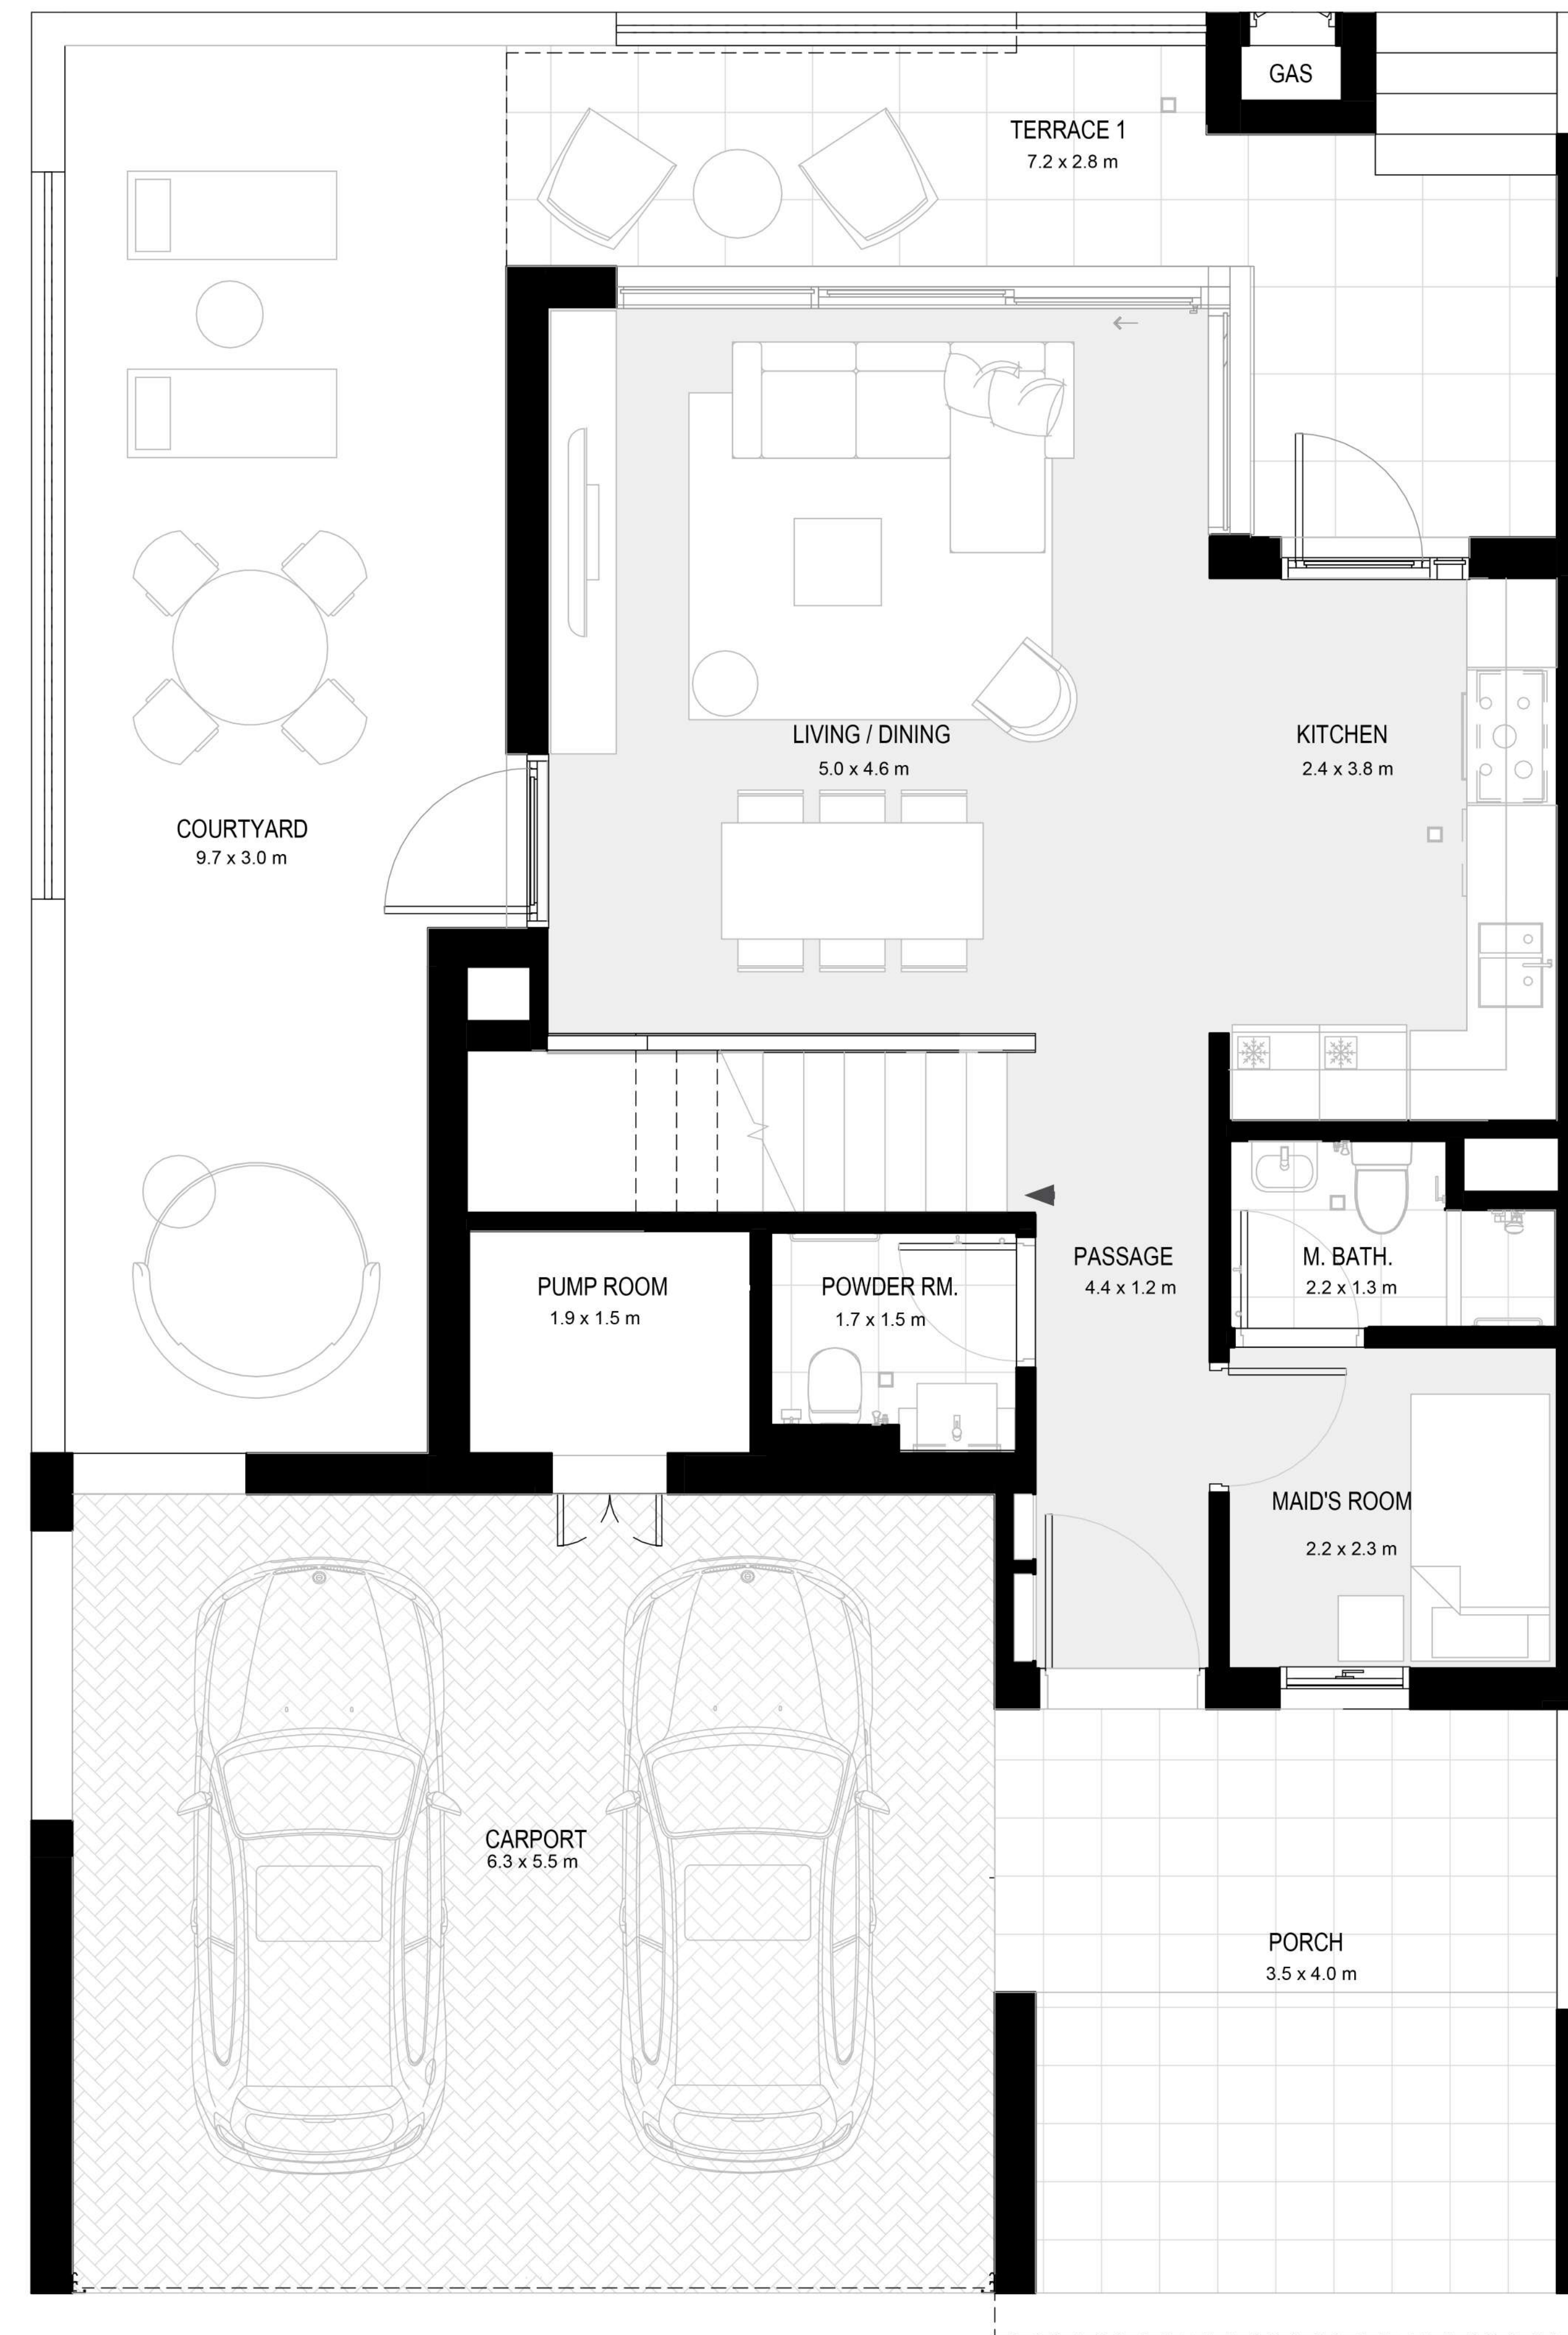 GAS
TERRACE 1
7.2 x 2.8 m
LIVING / DINING
5.0 x 4.6 m
KITCHEN
2.4 x 3.8 m
COURTYARD
9.7 x 3.0 m
PASSAGE
4.4 x 1.2 m
M. BATH.
2.2 x 1.3 m
PUMP ROOM
1.9 x 1.5 m
POWDER RM.
1.7 x 1.5 m
MAID'S ROOM
2.2 x 2.3 m
CARPORT
6.3 x 5.5 m
PORCH
3.5 x 4.0 m